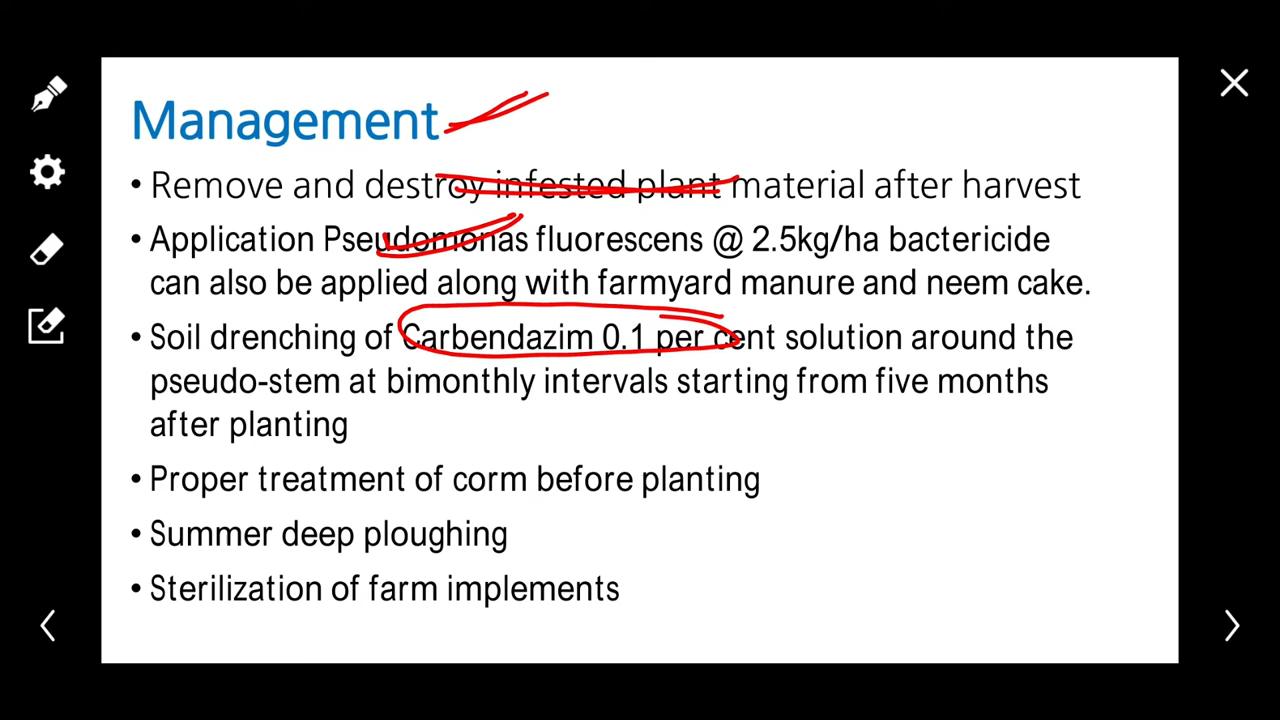 Management
• Remove and destroy infested plant material after harvest
• Application Pseudomonas fluorescens @ 2.5kg/ha bactericide
can also be applied along with farmyard manure and neem cake.
• Soil drenching of Carbendazim 0.1 per cent solution around the
pseudo-stem at bimonthly intervals starting from five months
after planting
• Proper treatment of corm before planting
• Summer deep ploughing
• Sterilization of farm implements